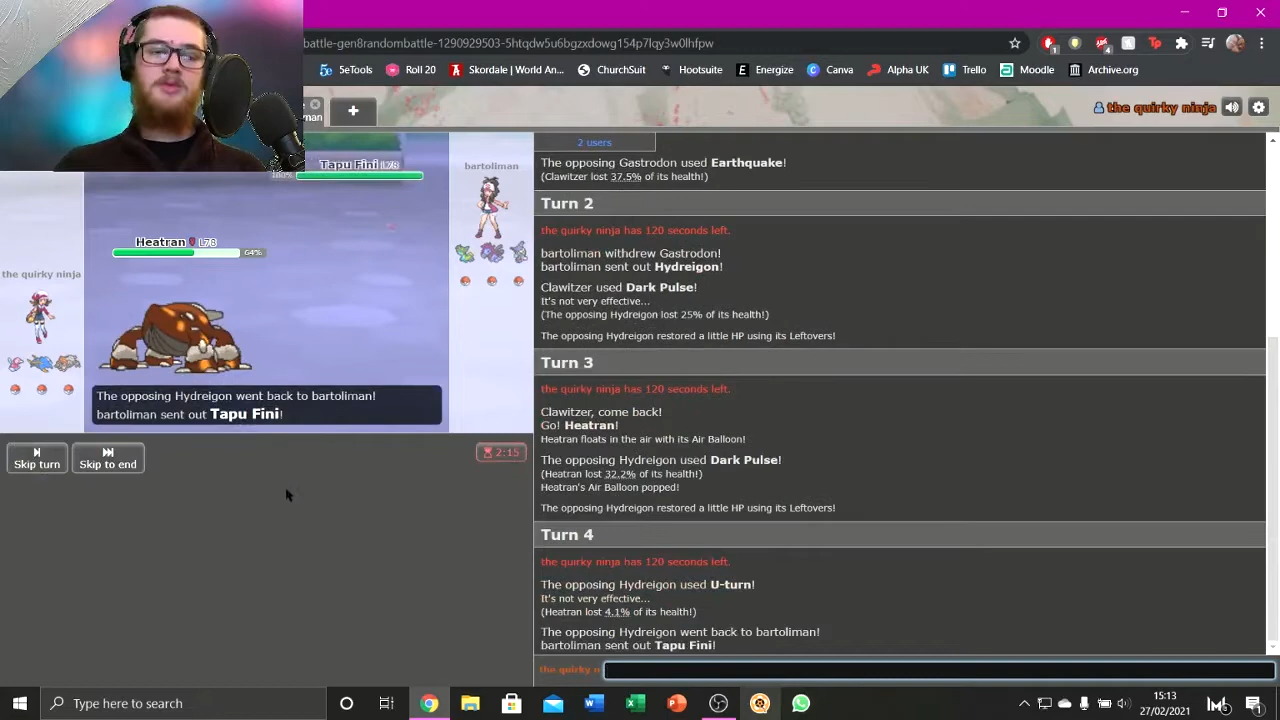 battle-gen8randombattle-1290929503-5htqdw5u6bgzxdowg154p7lqy3w0lhfpw
1
4
5eTools
Roll 20
Skordale | World An...
ChurchSuit
Hootsuite
Energize
Canva
Alpha UK
Trello
Moodle
Archive.org
man
+
the quirky ninja
2 users
Tapu Fini L78
100%
bartoliman
Heatran L78
64%
the quirky ninja
The opposing Hydreigon went back to bartoliman!
bartoliman sent out Tapu Fini!
Skip turn
Skip to end
2:15
The opposing Gastrodon used Earthquake!
(Clawitzer lost 37.5% of its health!)
Turn 2
the quirky ninja has 120 seconds left.
bartoliman withdrew Gastrodon!
bartoliman sent out Hydreigon!
Clawitzer used Dark Pulse!
It's not very effective...
(The opposing Hydreigon lost 25% of its health!)
The opposing Hydreigon restored a little HP using its Leftovers!
Turn 3
the quirky ninja has 120 seconds left.
Clawitzer, come back!
Go! Heatran!
Heatran floats in the air with its Air Balloon!
The opposing Hydreigon used Dark Pulse!
(Heatran lost 32.2% of its health!)
Heatran's Air Balloon popped!
The opposing Hydreigon restored a little HP using its Leftovers!
Turn 4
the quirky ninja has 120 seconds left.
The opposing Hydreigon used U-turn!
It's not very effective...
(Heatran lost 4.1% of its health!)
The opposing Hydreigon went back to bartoliman!
bartoliman sent out Tapu Fini!
the quirky n
Type here to search
15:13
27/02/2021